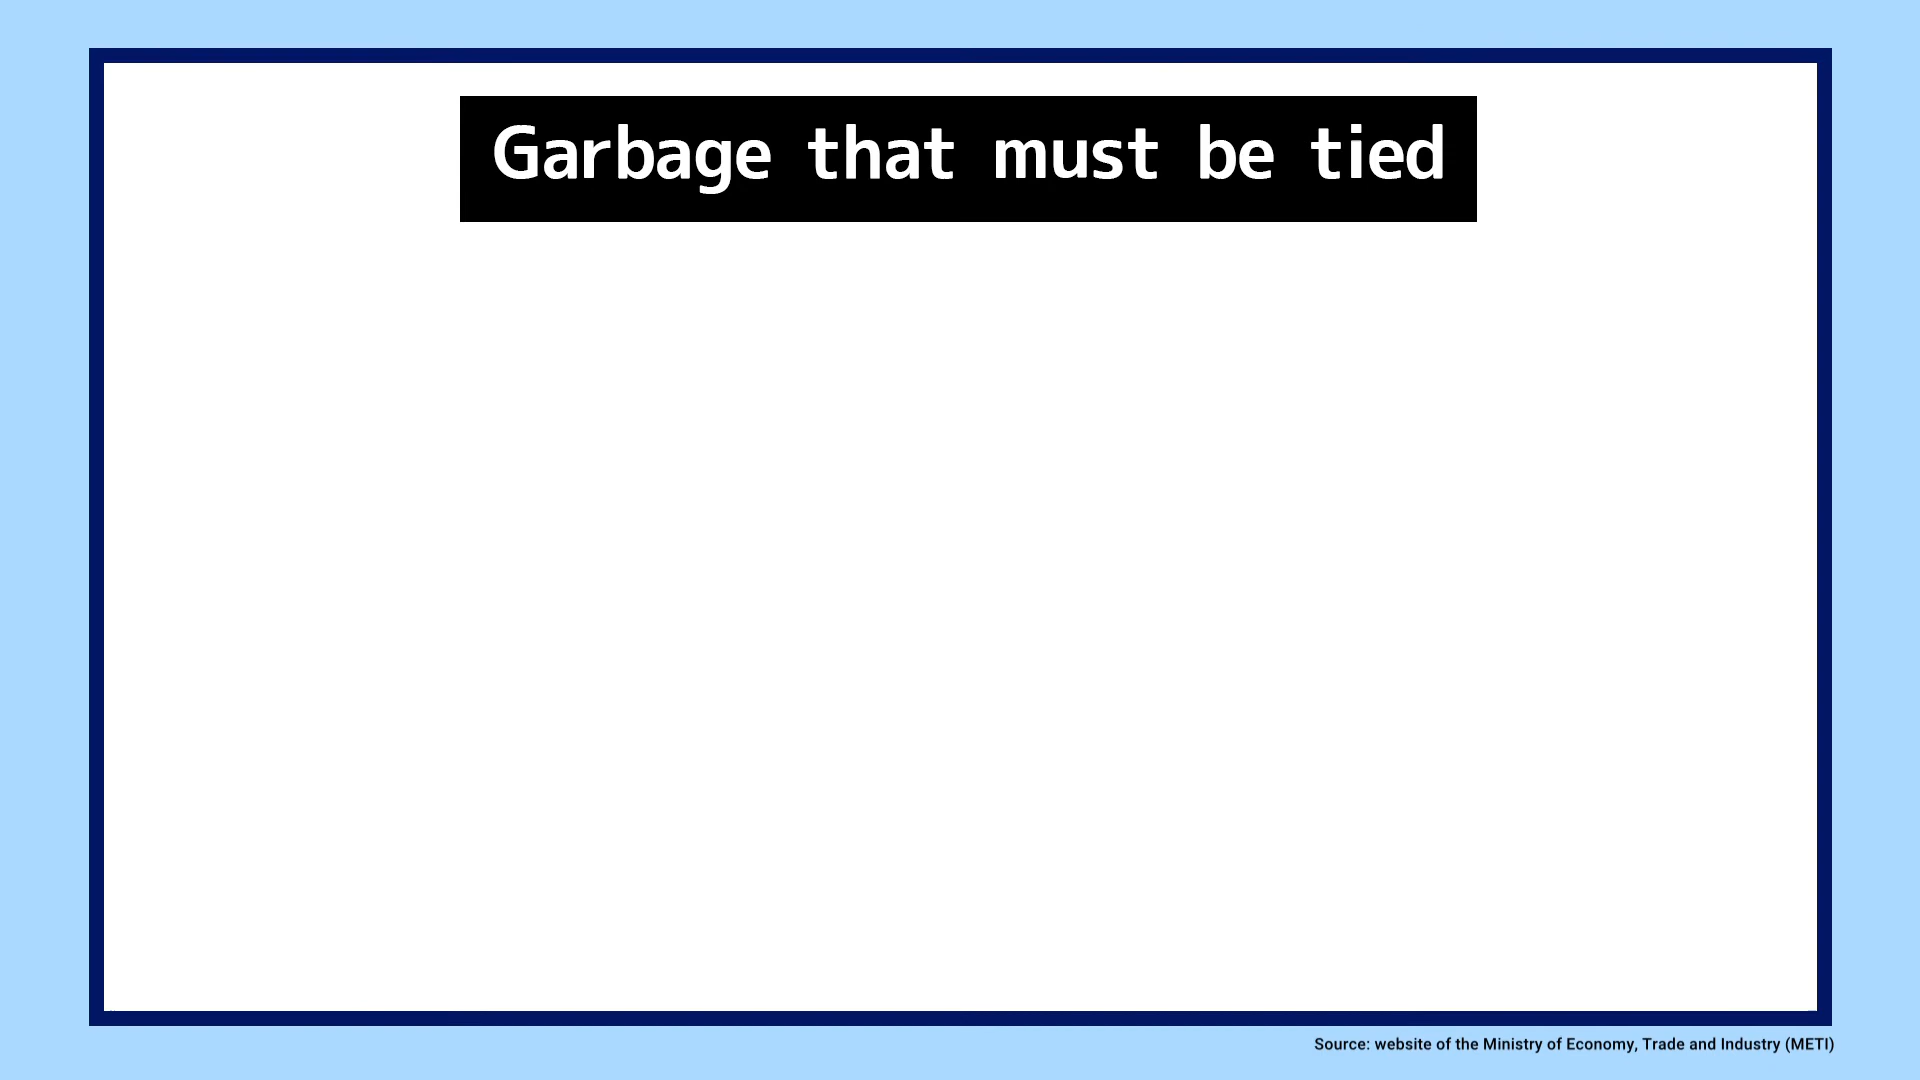 Garbage that must be tied
Source: website of the Ministry of Economy, Trade and Industry (METI)